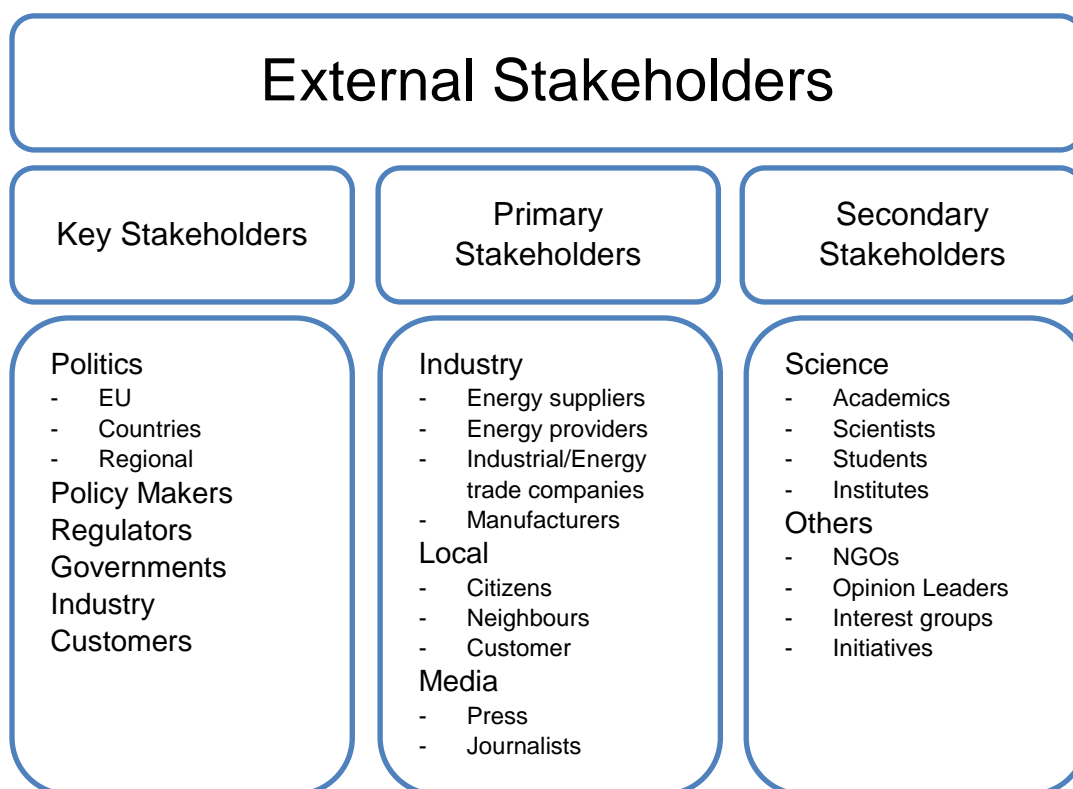 External Stakeholders
Key Stakeholders
Primary
Stakeholders
Secondary
Stakeholders
Politics
- EU
- Countries
- Regional
Policy Makers
Regulators
Governments
Industry
Customers
Industry
- Energy suppliers
- Energy providers
- Industrial/Energy
trade companies
- Manufacturers
Local
- Citizens
- Neighbours
- Customer
Media
- Press
- Journalists
Science
- Academics
- Scientists
- Students
- Institutes
Others
- NGOs
- Opinion Leaders
- Interest groups
- Initiatives